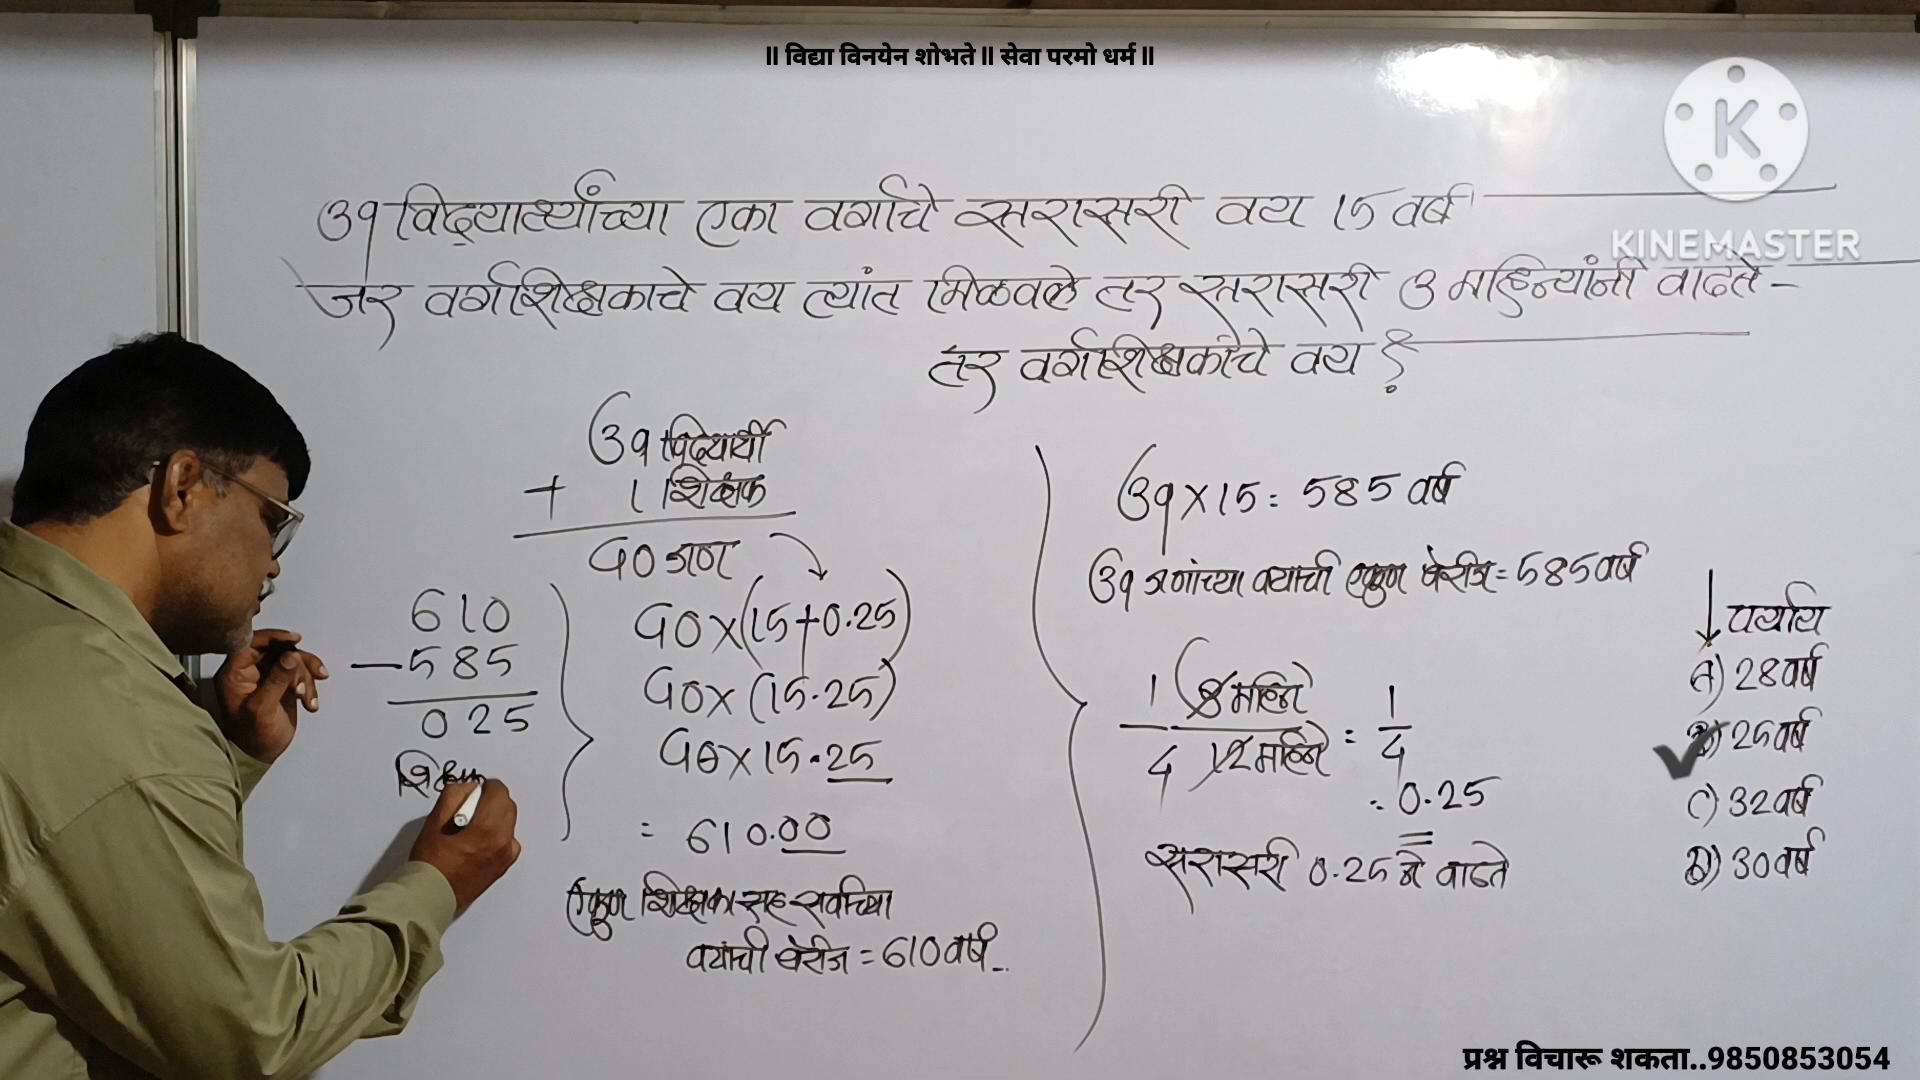 ॥ विद्या विनयेन शोभते ॥ सेवा परमो धर्म ॥
K
KINEMASTER
39 विद्यार्थ्यांच्या एका वर्गाचे सरासरी वय 15 वर्ष
जर वर्गशिक्षकाचे वय त्यांत मिळवले तर सरासरी 3 महिन्यांनी वाढते -
तर वर्गशिक्षकांचे वय ?
39 विद्यार्थी
+ 1 शिक्षक
40 जण
40 × (15 + 0.25)
40 × (15.25)
40 × 15.25
= 610.00
एकुण शिक्षकासह सर्वांच्या
वयांची बेरीज = 610 वर्ष
610
- 585
025
39 × 15 = 585 वर्ष
39 जणांच्या वयाची एकुण बेरीज = 585 वर्ष
1 3 महिने / 4 12 महिने = 1/4
= 0.25
सरासरी 0.25 ने वाढते
पर्याय
A) 28 वर्ष
B) 25 वर्ष
C) 32 वर्ष
D) 30 वर्ष
प्रश्न विचारू शकता..9850853054